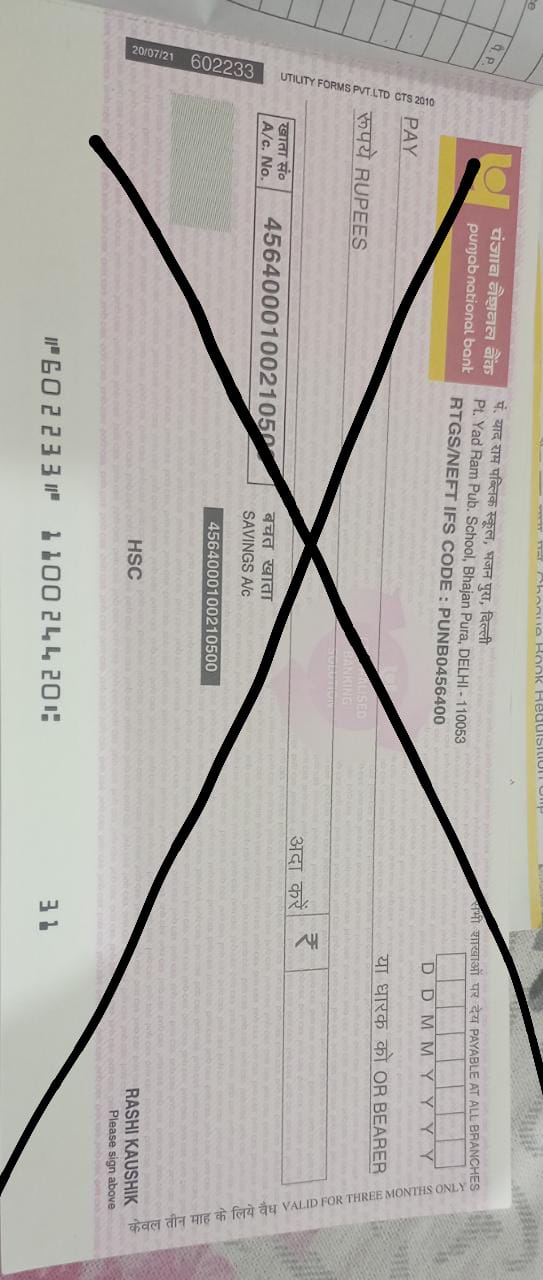 पंजाब नैशनल बैंक
punjab national bank
पं. याद राम पब्लिक स्कूल, भजन पुरा, दिल्ली
Pt. Yad Ram Pub. School, Bhajan Pura, DELHI - 110053
RTGS/NEFT IFS CODE : PUNB0456400
शाखाओं पर देय PAYABLE AT ALL BRANCHES
D D M M Y Y Y Y
PAY
या धारक को OR BEARER
रूपये RUPEES
अदा करें ₹
खाता सं०
A/c. No.
बचत खाता
SAVINGS A/c
4564000100210500
HSC
RASHI KAUSHIK
Please sign above
केवल तीन माह के लिये वैध VALID FOR THREE MONTHS ONLY
UTILITY FORMS PVT.LTD CTS 2010
20/07/21 602233
⑈602233⑈ 110024420⑆ 31